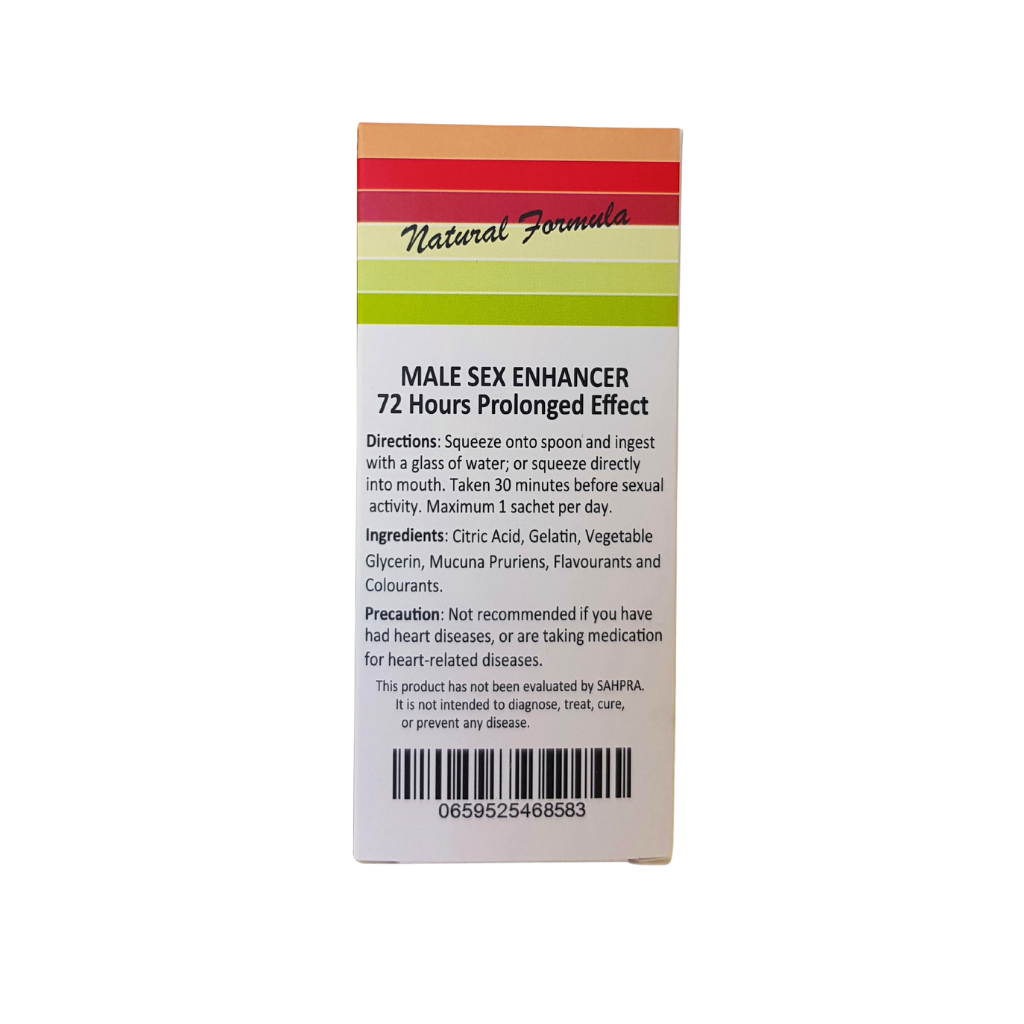 Natural Formula
MALE SEX ENHANCER
72 Hours Prolonged Effect
Directions: Squeeze onto spoon and ingest
with a glass of water; or squeeze directly
into mouth. Taken 30 minutes before sexual
activity. Maximum 1 sachet per day.
Ingredients: Citric Acid, Gelatin, Vegetable
Glycerin, Mucuna Pruriens, Flavourants and
Colourants.
Precaution: Not recommended if you have
had heart diseases, or are taking medication
for heart-related diseases.
This product has not been evaluated by SAHPRA.
It is not intended to diagnose, treat, cure,
or prevent any disease.
0659525468583